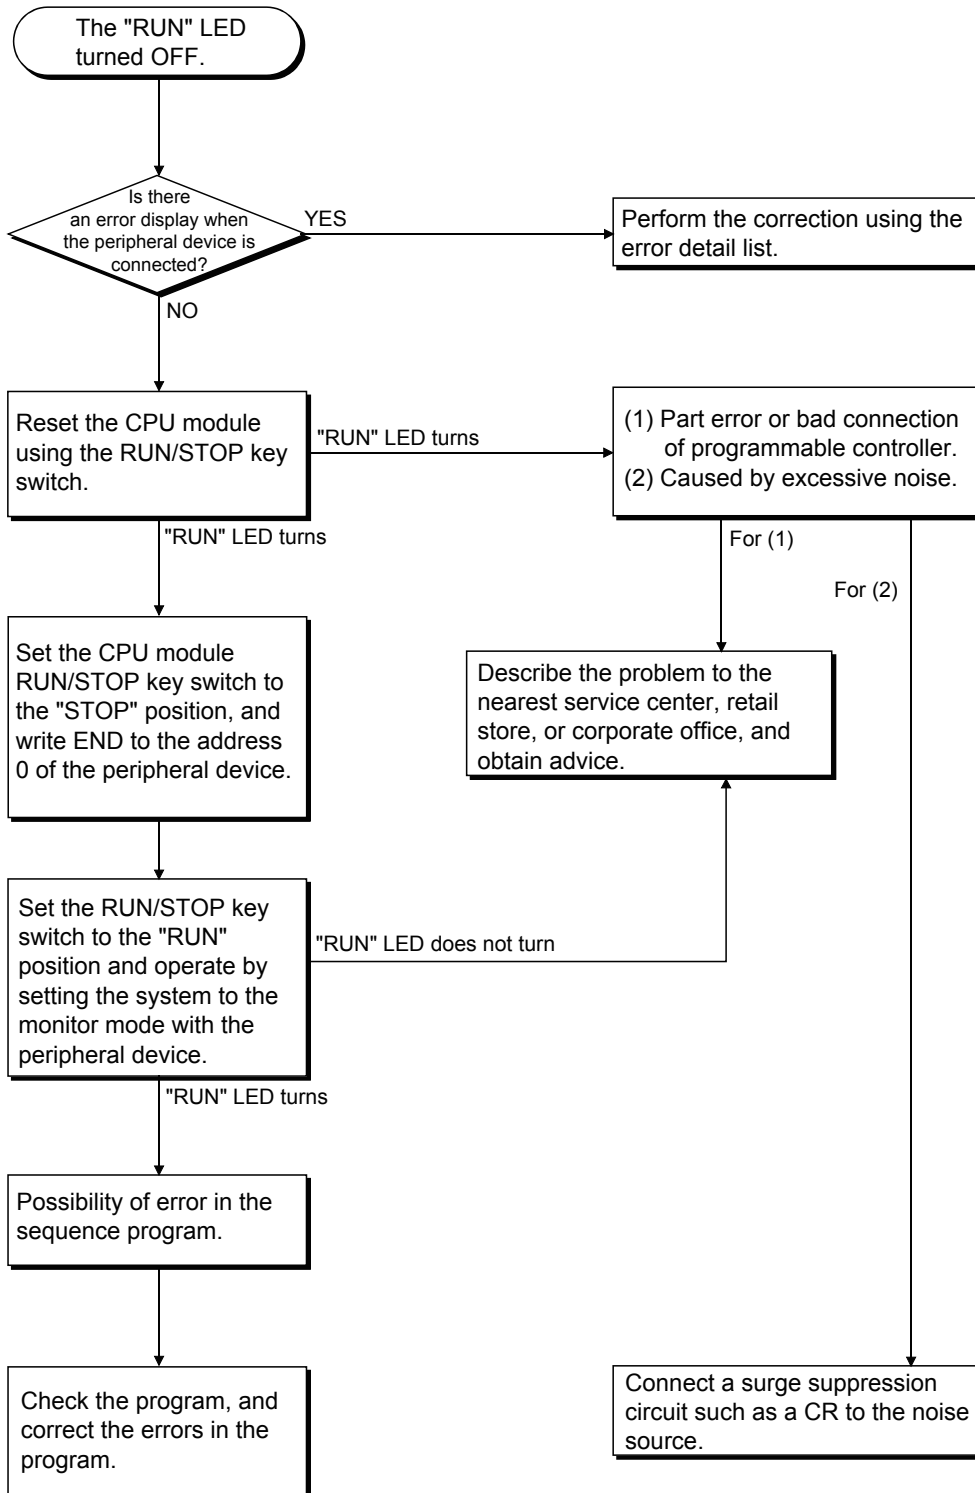 The "RUN" LED
turned OFF.
Is there
an error display when
the peripheral device is
connected?
YES
Perform the correction using the
error detail list.
NO
Reset the CPU module
using the RUN/STOP key
switch.
"RUN" LED turns
(1) Part error or bad connection
of programmable controller.
(2) Caused by excessive noise.
"RUN" LED turns
For (1)
For (2)
Set the CPU module
RUN/STOP key switch to
the "STOP" position, and
write END to the address
0 of the peripheral device.
Describe the problem to the
nearest service center, retail
store, or corporate office, and
obtain advice.
Set the RUN/STOP key
switch to the "RUN"
position and operate by
setting the system to the
monitor mode with the
peripheral device.
"RUN" LED does not turn
"RUN" LED turns
Possibility of error in the
sequence program.
Check the program, and
correct the errors in the
program.
Connect a surge suppression
circuit such as a CR to the noise
source.